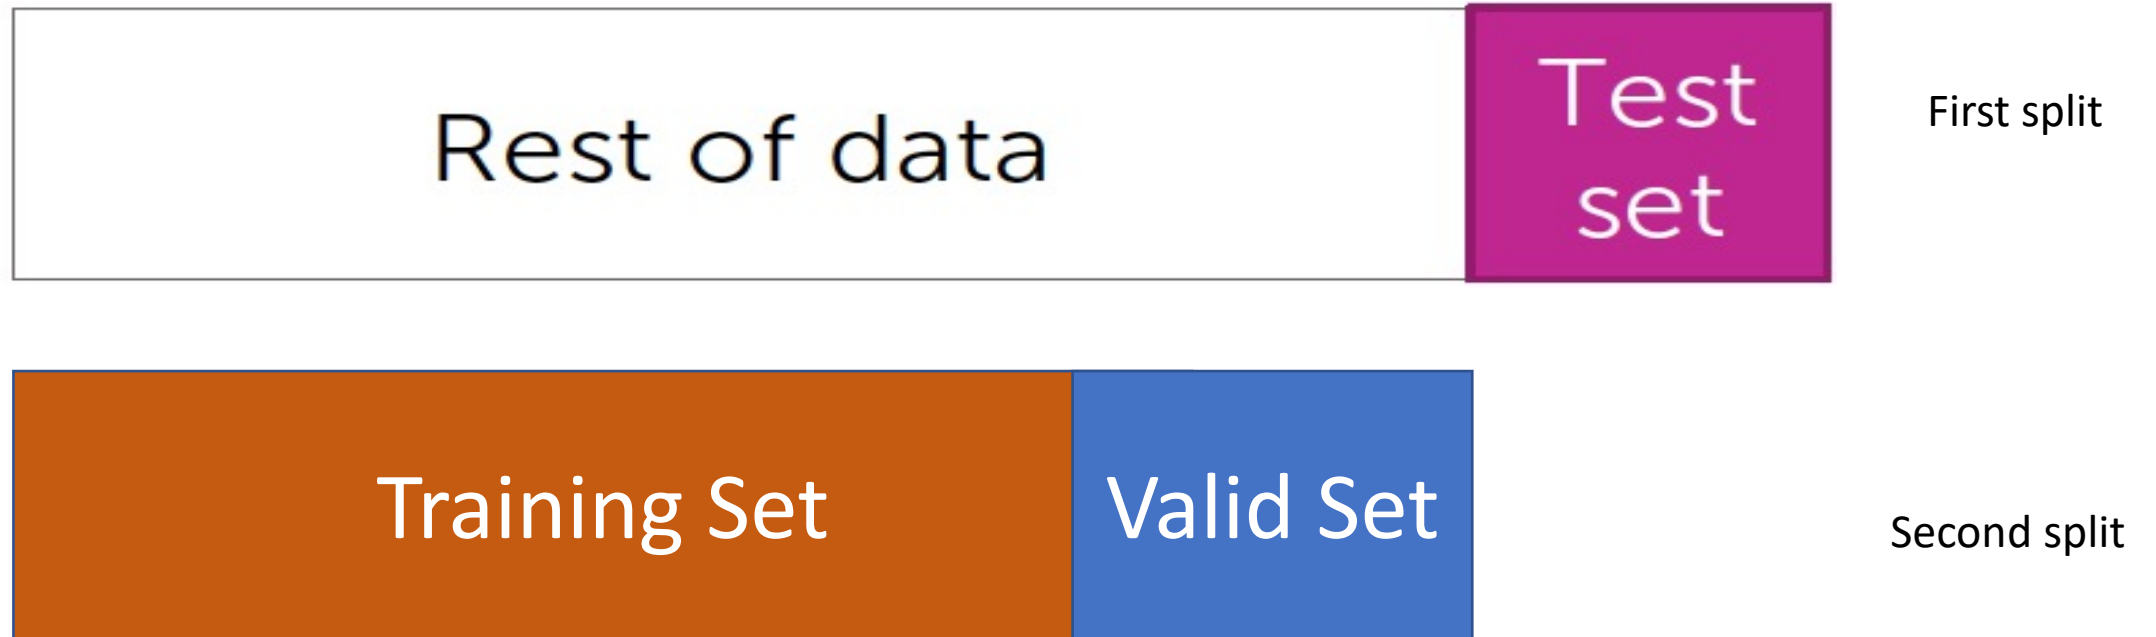 Rest of data
Test
set
First split
Training Set
Valid Set
Second split